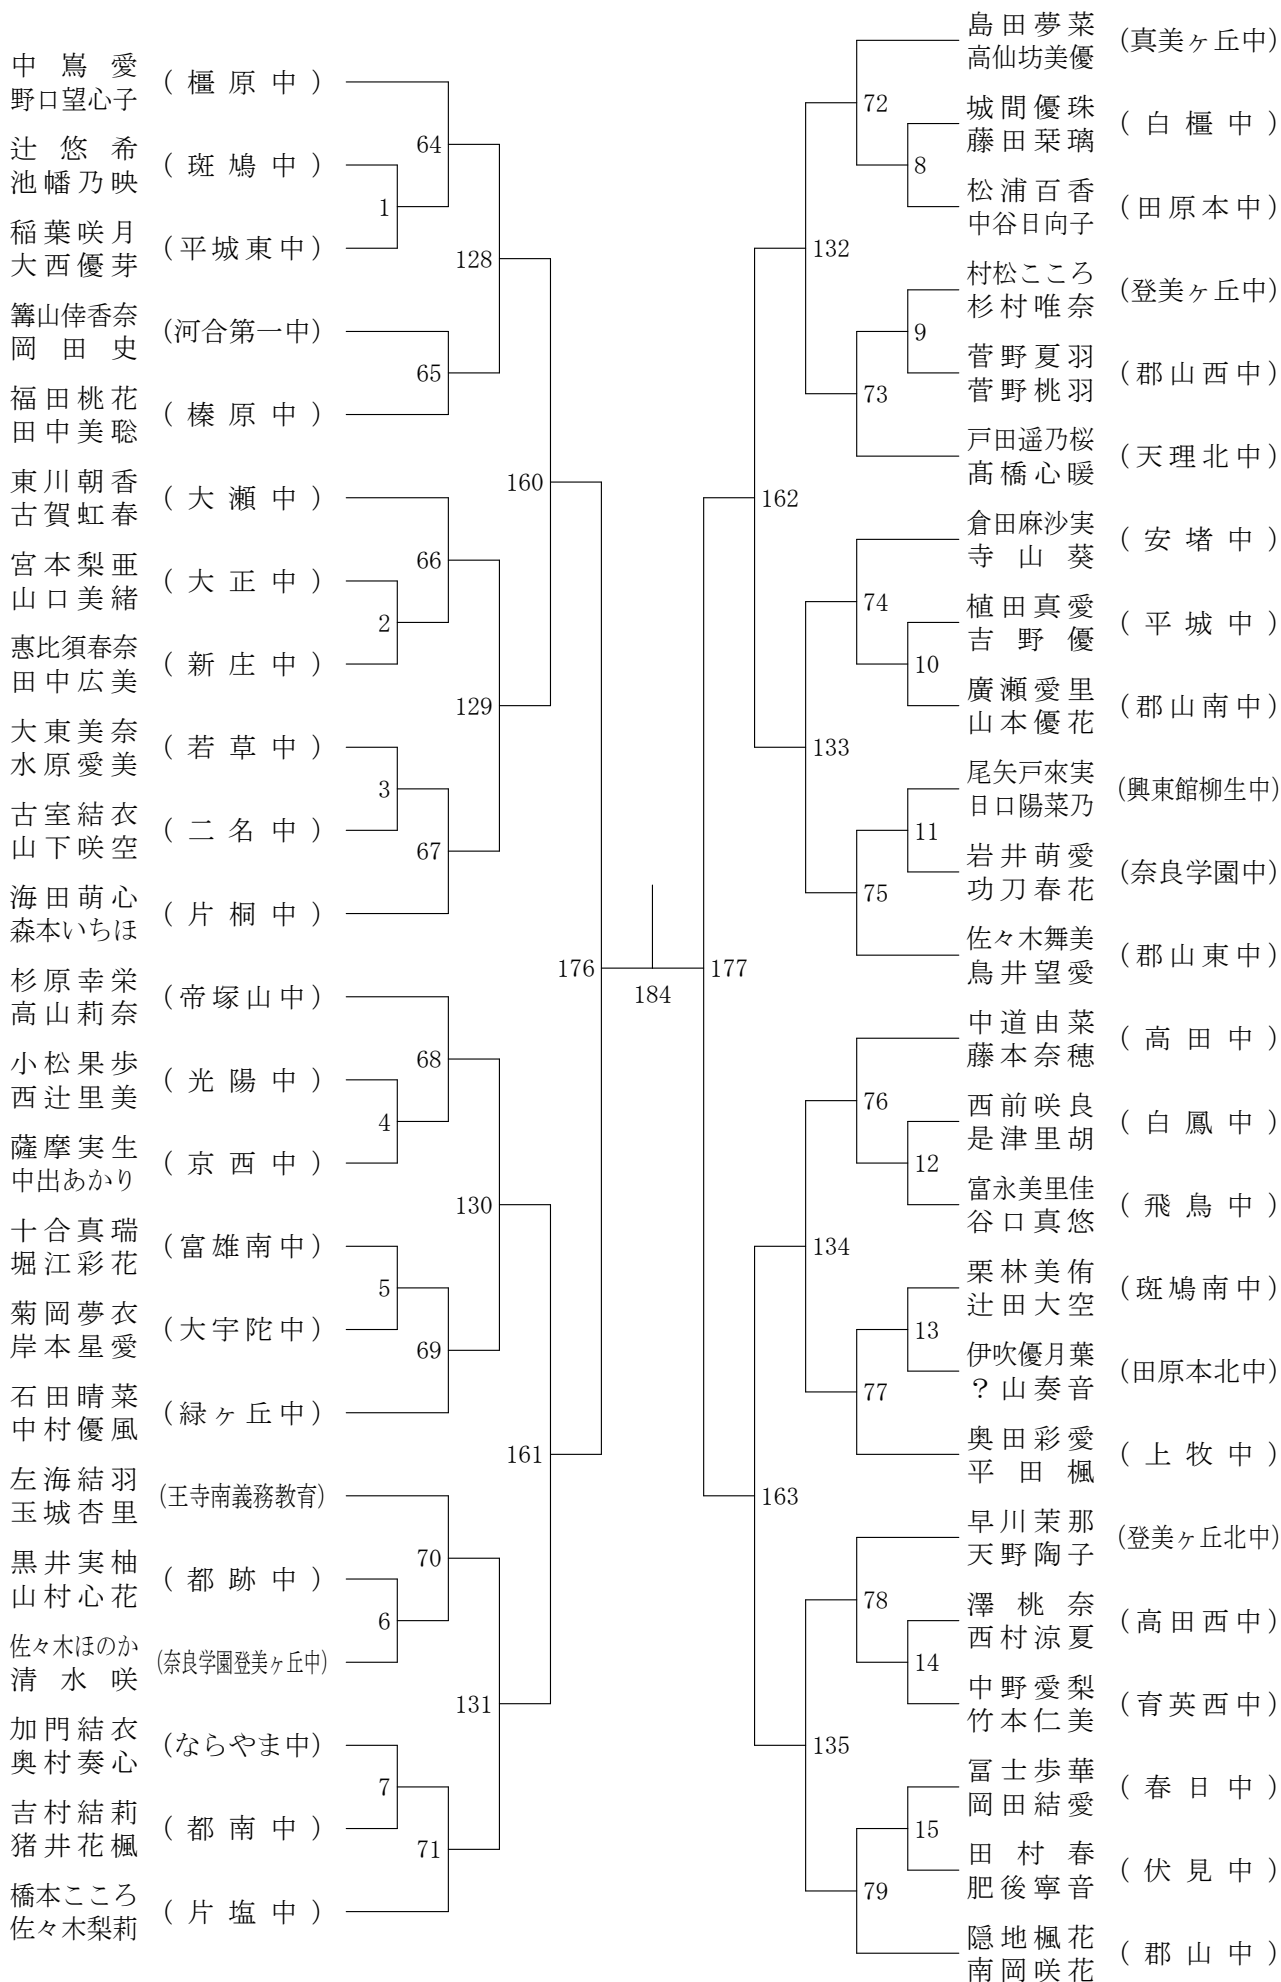 中嶌愛
野口望心子
(橿原中)
64
辻悠希
池幡乃映
(斑鳩中)
1
稲葉咲月
大西優芽
(平城東中)
128
篝山倖香奈
岡田史
(河合第一中)
65
福田桃花
田中美聡
(榛原中)
160
東川朝香
古賀虹春
(大瀬中)
66
宮本梨亜
山口美緒
(大正中)
2
惠比須春奈
田中広美
(新庄中)
129
大東美奈
水原愛美
(若草中)
3
古室結衣
山下咲空
(二名中)
67
海田萌心
森本いちほ
(片桐中)
176
杉原幸栄
高山莉奈
(帝塚山中)
68
小松果歩
西辻里美
(光陽中)
4
薩摩実生
中出あかり
(京西中)
130
十合真瑞
堀江彩花
(富雄南中)
5
菊岡夢衣
岸本星愛
(大宇陀中)
69
石田晴菜
中村優風
(緑ヶ丘中)
161
左海結羽
玉城杏里
(王寺南義務教育)
70
黒井実柚
山村心花
(都跡中)
6
佐々木ほのか
清水咲
(奈良学園登美ヶ丘中)
131
加門結衣
奥村奏心
(ならやま中)
7
吉村結莉
猪井花楓
(都南中)
71
橋本こころ
佐々木梨莉
(片塩中)
184
島田夢菜
高仙坊美優
(真美ヶ丘中)
72
城間優珠
藤田栞璃
(白橿中)
8
松浦百香
中谷日向子
(田原本中)
132
村松こころ
杉村唯奈
(登美ヶ丘中)
9
菅野夏羽
菅野桃羽
(郡山西中)
73
戸田遥乃桜
髙橋心暖
(天理北中)
162
倉田麻沙実
寺山葵
(安堵中)
74
植田真愛
吉野優
(平城中)
10
廣瀬愛里
山本優花
(郡山南中)
133
尾矢戸來実
日口陽菜乃
(興東館柳生中)
11
岩井萌愛
功刀春花
(奈良学園中)
75
佐々木舞美
鳥井望愛
(郡山東中)
177
中道由菜
藤本奈穂
(高田中)
76
西前咲良
是津里胡
(白鳳中)
12
富永美里佳
谷口真悠
(飛鳥中)
134
栗林美侑
辻田大空
(斑鳩南中)
13
伊吹優月葉
?山奏音
(田原本北中)
77
奥田彩愛
平田楓
(上牧中)
163
早川茉那
天野陶子
(登美ヶ丘北中)
78
澤桃奈
西村涼夏
(高田西中)
14
中野愛梨
竹本仁美
(育英西中)
135
冨士歩華
岡田結愛
(春日中)
15
田村春
肥後寧音
(伏見中)
79
隠地楓花
南岡咲花
(郡山中)